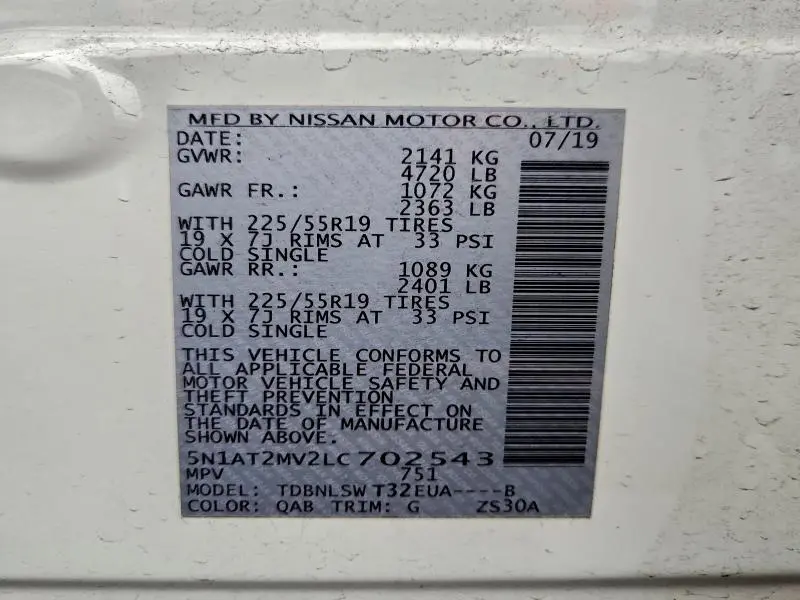 MFD BY NISSAN MOTOR CO., LTD.
DATE: 07/19
GVWR: 2141 KG
4720 LB
GAWR FR.: 1072 KG
2363 LB
WITH 225/55R19 TIRES
19 X 7J RIMS AT 33 PSI
COLD SINGLE
GAWR RR.: 1089 KG
2401 LB
WITH 225/55R19 TIRES
19 X 7J RIMS AT 33 PSI
COLD SINGLE
THIS VEHICLE CONFORMS TO
ALL APPLICABLE FEDERAL
MOTOR VEHICLE SAFETY AND
THEFT PREVENTION
STANDARDS IN EFFECT ON
THE DATE OF MANUFACTURE
SHOWN ABOVE.
5N1AT2MV2LC702543
MPV 751
MODEL: TDBNLSW T32EUA----B
COLOR: QAB TRIM: G ZS30A